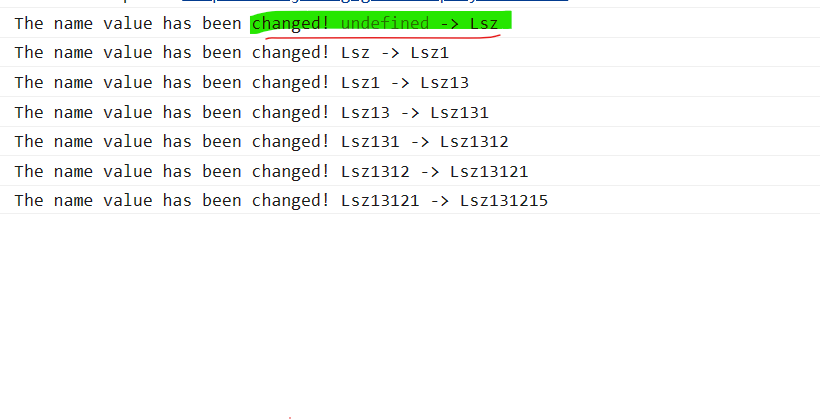 The name value has been changed! undefined -> Lsz
The name value has been changed! Lsz -> Lsz1
The name value has been changed! Lsz1 -> Lsz13
The name value has been changed! Lsz13 -> Lsz131
The name value has been changed! Lsz131 -> Lsz1312
The name value has been changed! Lsz1312 -> Lsz13121
The name value has been changed! Lsz13121 -> Lsz131215